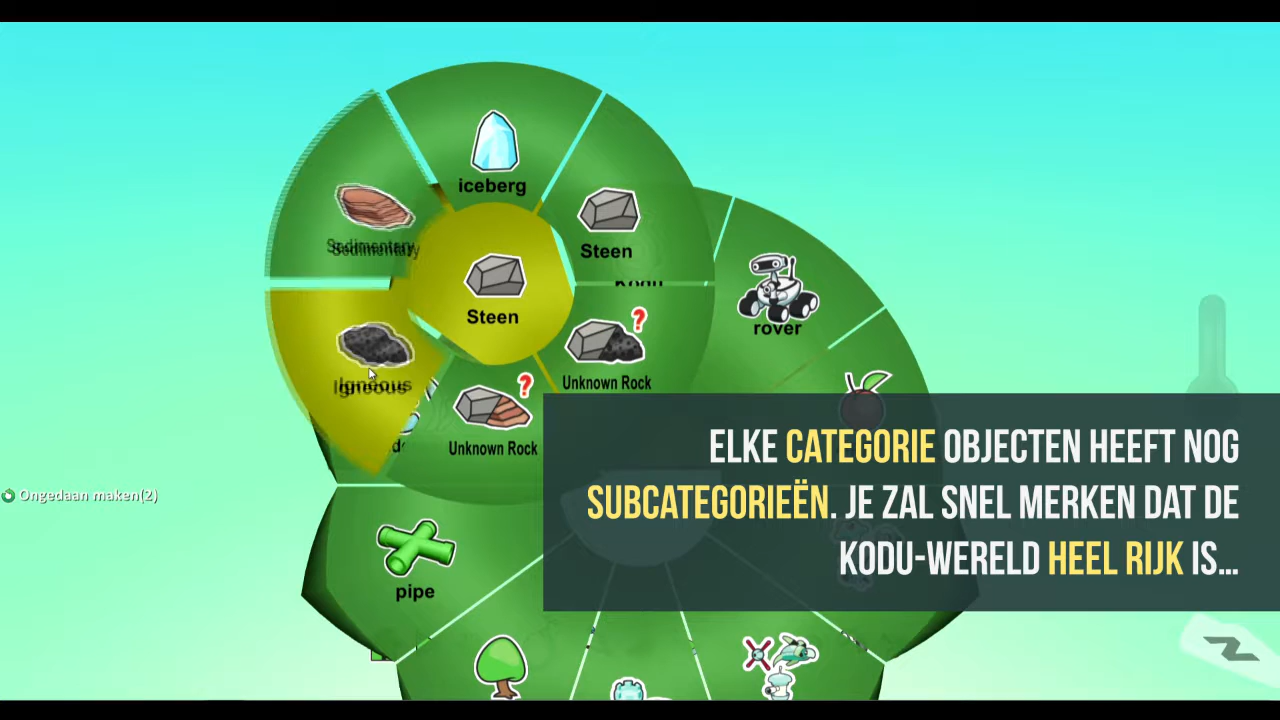 iceberg
Sedimentary
Steen
Steen
Kodu
rover
Igneous
Unknown Rock
Unknown Rock
ELKE CATEGORIE OBJECTEN HEEFT NOG
SUBCATEGORIEËN. JE ZAL SNEL MERKEN DAT DE
KODU-WERELD HEEL RIJK IS...
Ongedaan maken(2)
pipe